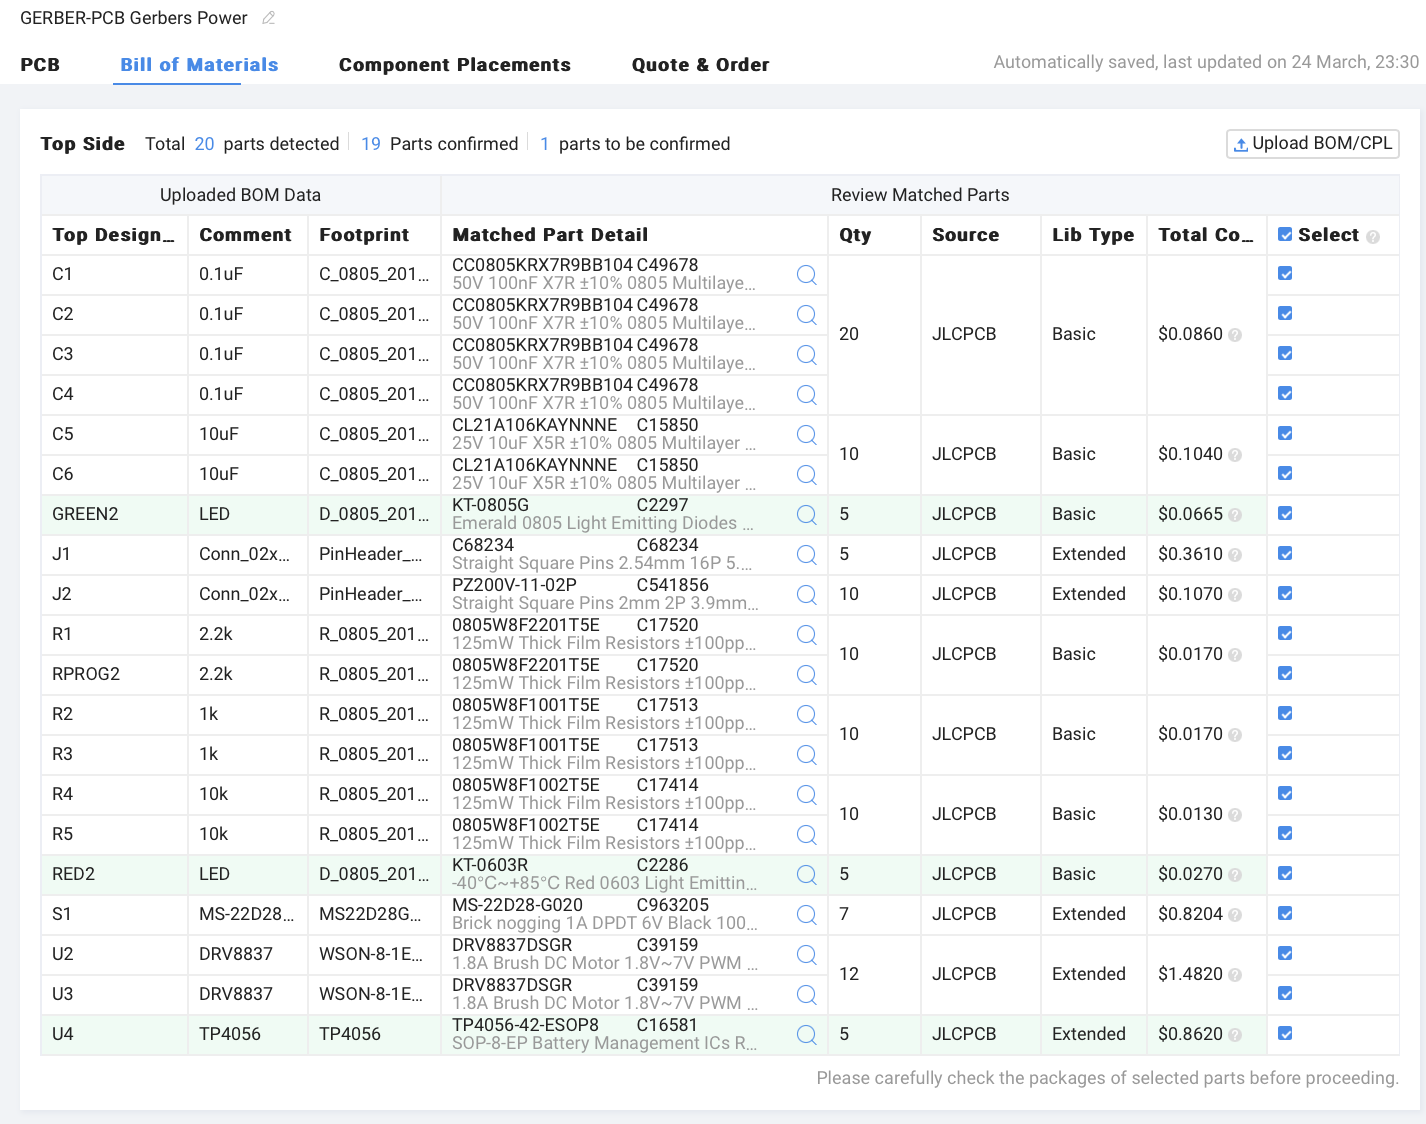 GERBER-PCB Gerbers Power
PCB Bill of Materials Component Placements Quote & Order Automatically saved, last updated on 24 March, 23:30
Top Side Total 20 parts detected 19 Parts confirmed 1 parts to be confirmed Upload BOM/CPL
Uploaded BOM Data Review Matched Parts
Top Design... Comment Footprint Matched Part Detail Qty Source Lib Type Total Co... Select
C1 0.1uF C_0805_201... CC0805KRX7R9BB104 C49678
50V 100nF X7R ±10% 0805 Multilaye...
C2 0.1uF C_0805_201... CC0805KRX7R9BB104 C49678
50V 100nF X7R ±10% 0805 Multilaye...
20 JLCPCB Basic $0.0860
C3 0.1uF C_0805_201... CC0805KRX7R9BB104 C49678
50V 100nF X7R ±10% 0805 Multilaye...
C4 0.1uF C_0805_201... CC0805KRX7R9BB104 C49678
50V 100nF X7R ±10% 0805 Multilaye...
C5 10uF C_0805_201... CL21A106KAYNNNE C15850
25V 10uF X5R ±10% 0805 Multilayer ...
10 JLCPCB Basic $0.1040
C6 10uF C_0805_201... CL21A106KAYNNNE C15850
25V 10uF X5R ±10% 0805 Multilayer ...
GREEN2 LED D_0805_201... KT-0805G C2297 5 JLCPCB Basic $0.0665
Emerald 0805 Light Emitting Diodes ...
J1 Conn_02x... PinHeader_... C68234 C68234 5 JLCPCB Extended $0.3610
Straight Square Pins 2.54mm 16P 5....
J2 Conn_02x... PinHeader_... PZ200V-11-02P C541856 10 JLCPCB Extended $0.1070
Straight Square Pins 2mm 2P 3.9mm...
R1 2.2k R_0805_201... 0805W8F2201T5E C17520
125mW Thick Film Resistors ±100pp...
10 JLCPCB Basic $0.0170
RPROG2 2.2k R_0805_201... 0805W8F2201T5E C17520
125mW Thick Film Resistors ±100pp...
R2 1k R_0805_201... 0805W8F1001T5E C17513
125mW Thick Film Resistors ±100pp...
10 JLCPCB Basic $0.0170
R3 1k R_0805_201... 0805W8F1001T5E C17513
125mW Thick Film Resistors ±100pp...
R4 10k R_0805_201... 0805W8F1002T5E C17414
125mW Thick Film Resistors ±100pp...
10 JLCPCB Basic $0.0130
R5 10k R_0805_201... 0805W8F1002T5E C17414
125mW Thick Film Resistors ±100pp...
RED2 LED D_0805_201... KT-0603R C2286 5 JLCPCB Basic $0.0270
-40°C~+85°C Red 0603 Light Emittin...
S1 MS-22D28... MS22D28G... MS-22D28-G020 C963205 7 JLCPCB Extended $0.8204
Brick nogging 1A DPDT 6V Black 100...
U2 DRV8837 WSON-8-1E... DRV8837DSGR C39159
1.8A Brush DC Motor 1.8V~7V PWM ...
12 JLCPCB Extended $1.4820
U3 DRV8837 WSON-8-1E... DRV8837DSGR C39159
1.8A Brush DC Motor 1.8V~7V PWM ...
U4 TP4056 TP4056 TP4056-42-ESOP8 C16581 5 JLCPCB Extended $0.8620
SOP-8-EP Battery Management ICs R...
Please carefully check the packages of selected parts before proceeding.